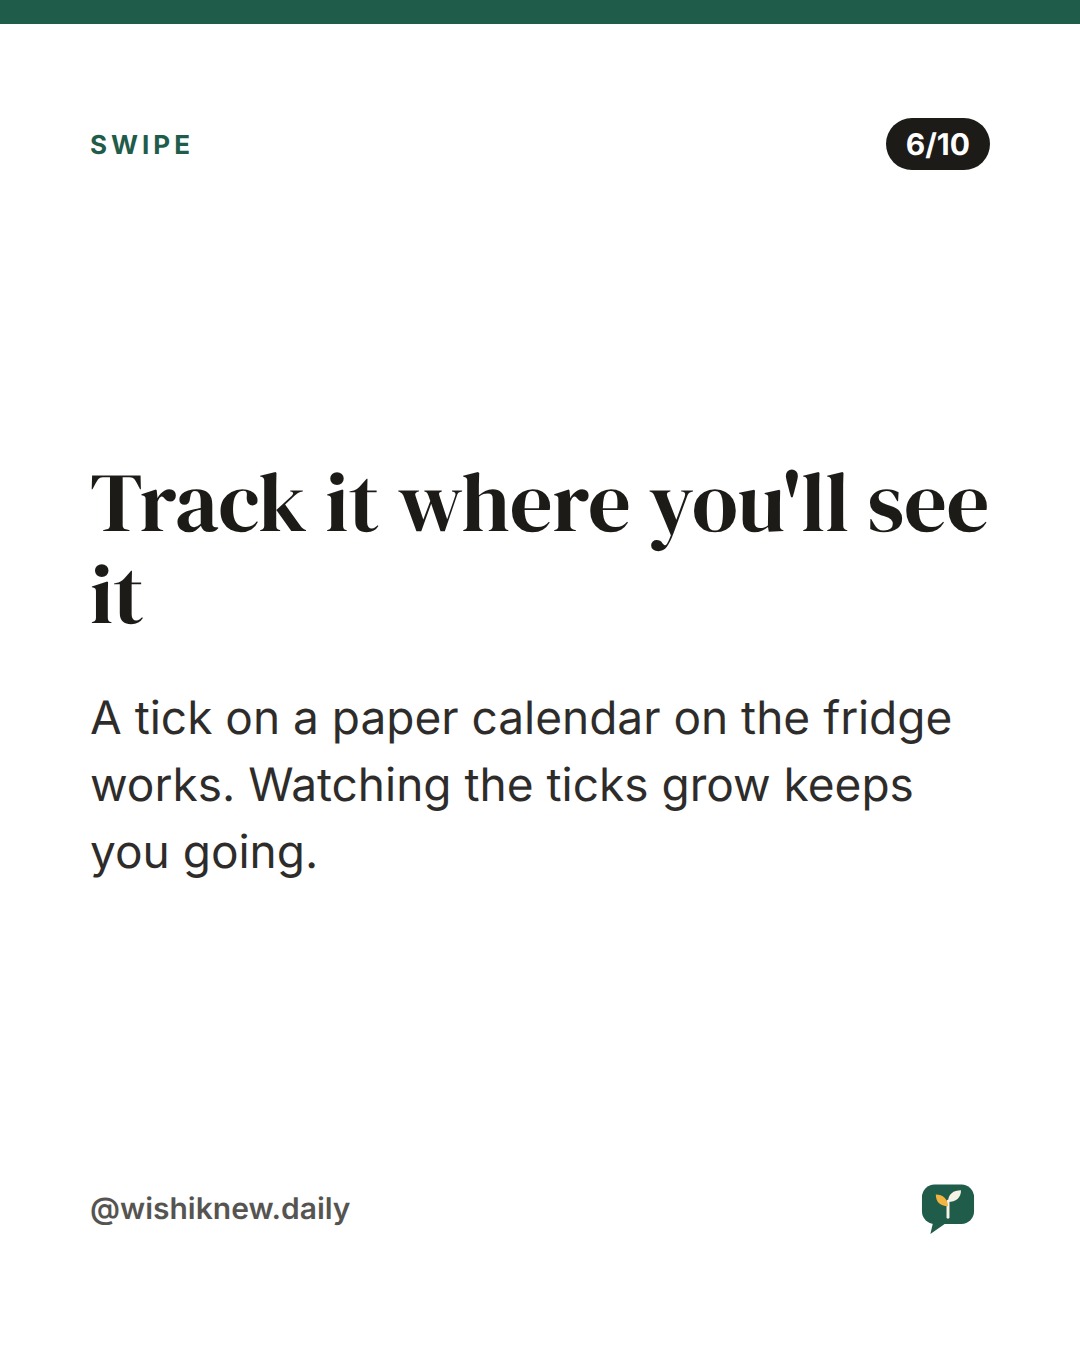 SWIPE
6/10
Track it where you'll see
it
A tick on a paper calendar on the fridge
works. Watching the ticks grow keeps
you going.
@wishiknew.daily